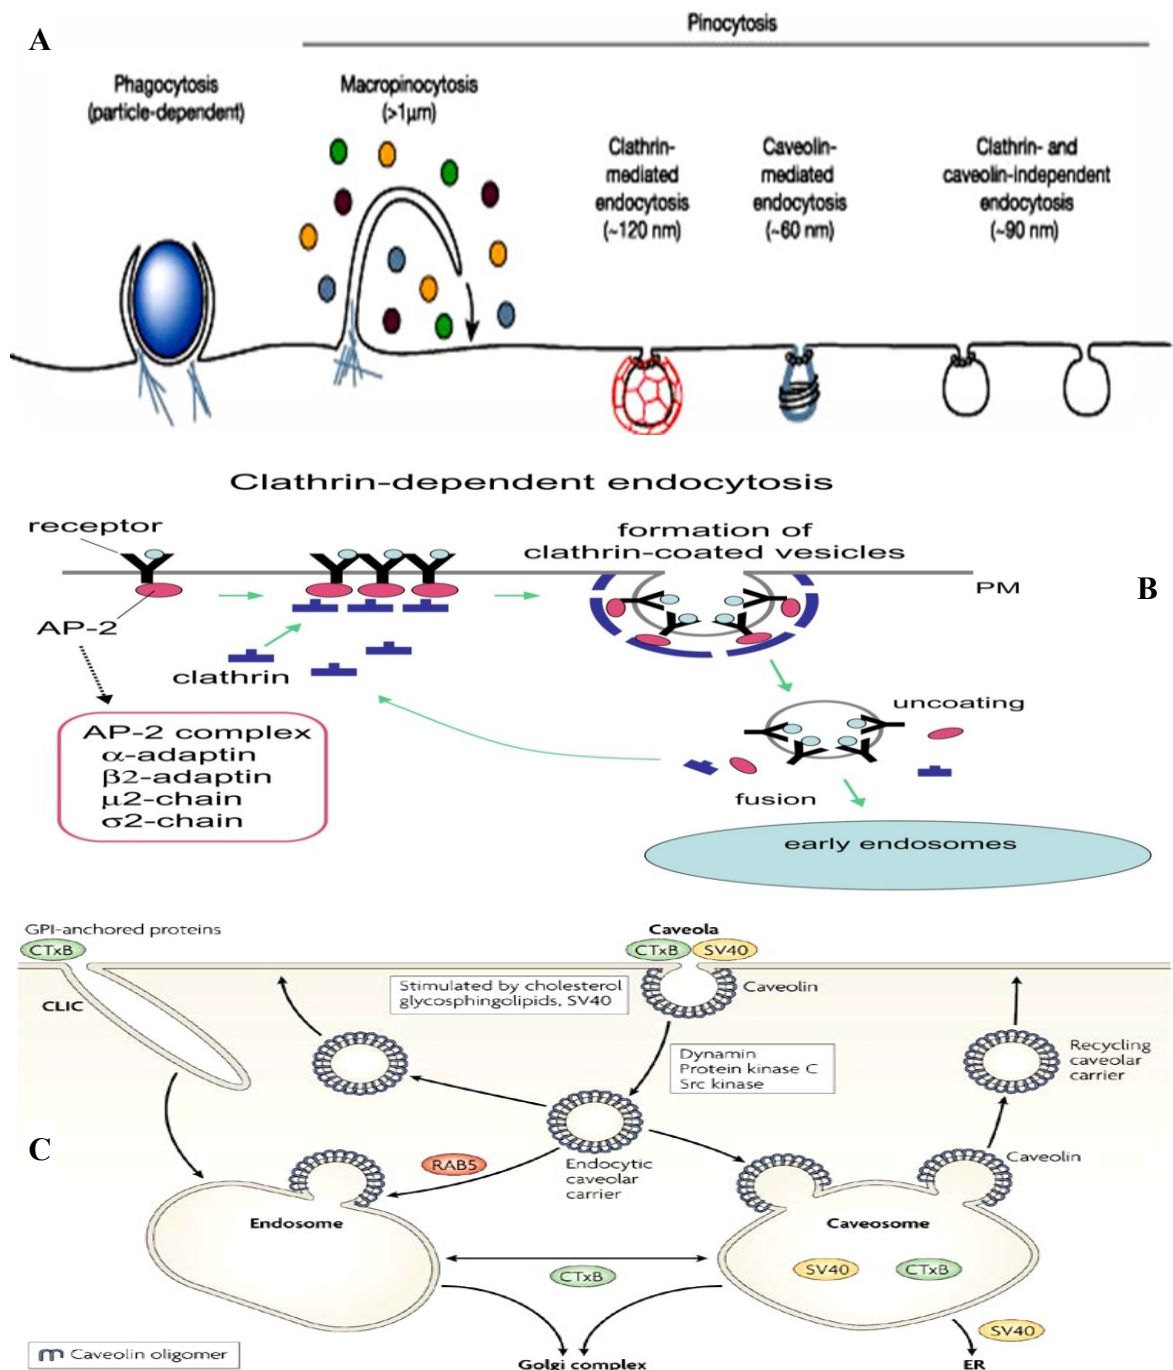 A
Pinocytosis
Phagocytosis
(particle-dependent)
Macropinocytosis
(>1µm)
Clathrin-
mediated
endocytosis
(~120 nm)
Caveolin-
mediated
endocytosis
(~60 nm)
Clathrin- and
caveolin-independent
endocytosis
(~90 nm)
Clathrin-dependent endocytosis
receptor
formation of
clathrin-coated vesicles
B
PM
AP-2
clathrin
uncoating
AP-2 complex
α-adaptin
β2-adaptin
μ2-chain
σ2-chain
fusion
early endosomes
GPI-anchored proteins
CTxB
CLIC
Caveola
CTxB
SV40
Stimulated by cholesterol
glycosphingolipids, SV40
Caveolin
Dynamin
Protein kinase C
Src kinase
Recycling
caveolar
carrier
C
RAB5
Endocytic
caveolar
carrier
Caveolin
Endosome
Caveosome
SV40
CTxB
CTxB
SV40
Caveolin oligomer
Golgi complex
ER